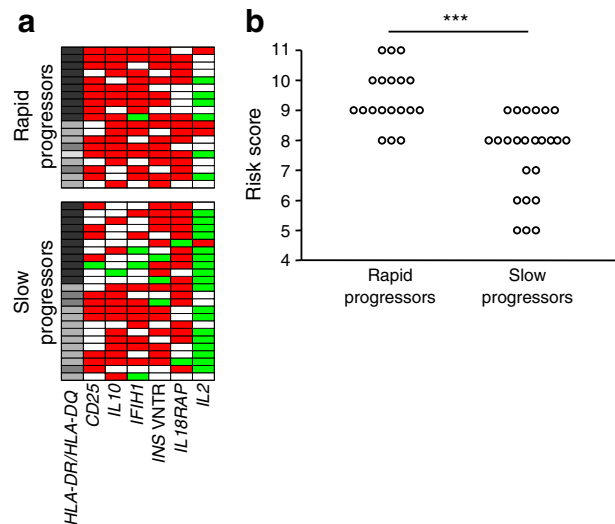 a
Rapid
progressors
Slow
progressors
HLA-DR/HLA-DQ
CD25
IL10
IFIH1
INS VNTR
IL18RAP
IL2
b
***
Risk score
11
10
9
8
7
6
5
4
Rapid
progressors
Slow
progressors